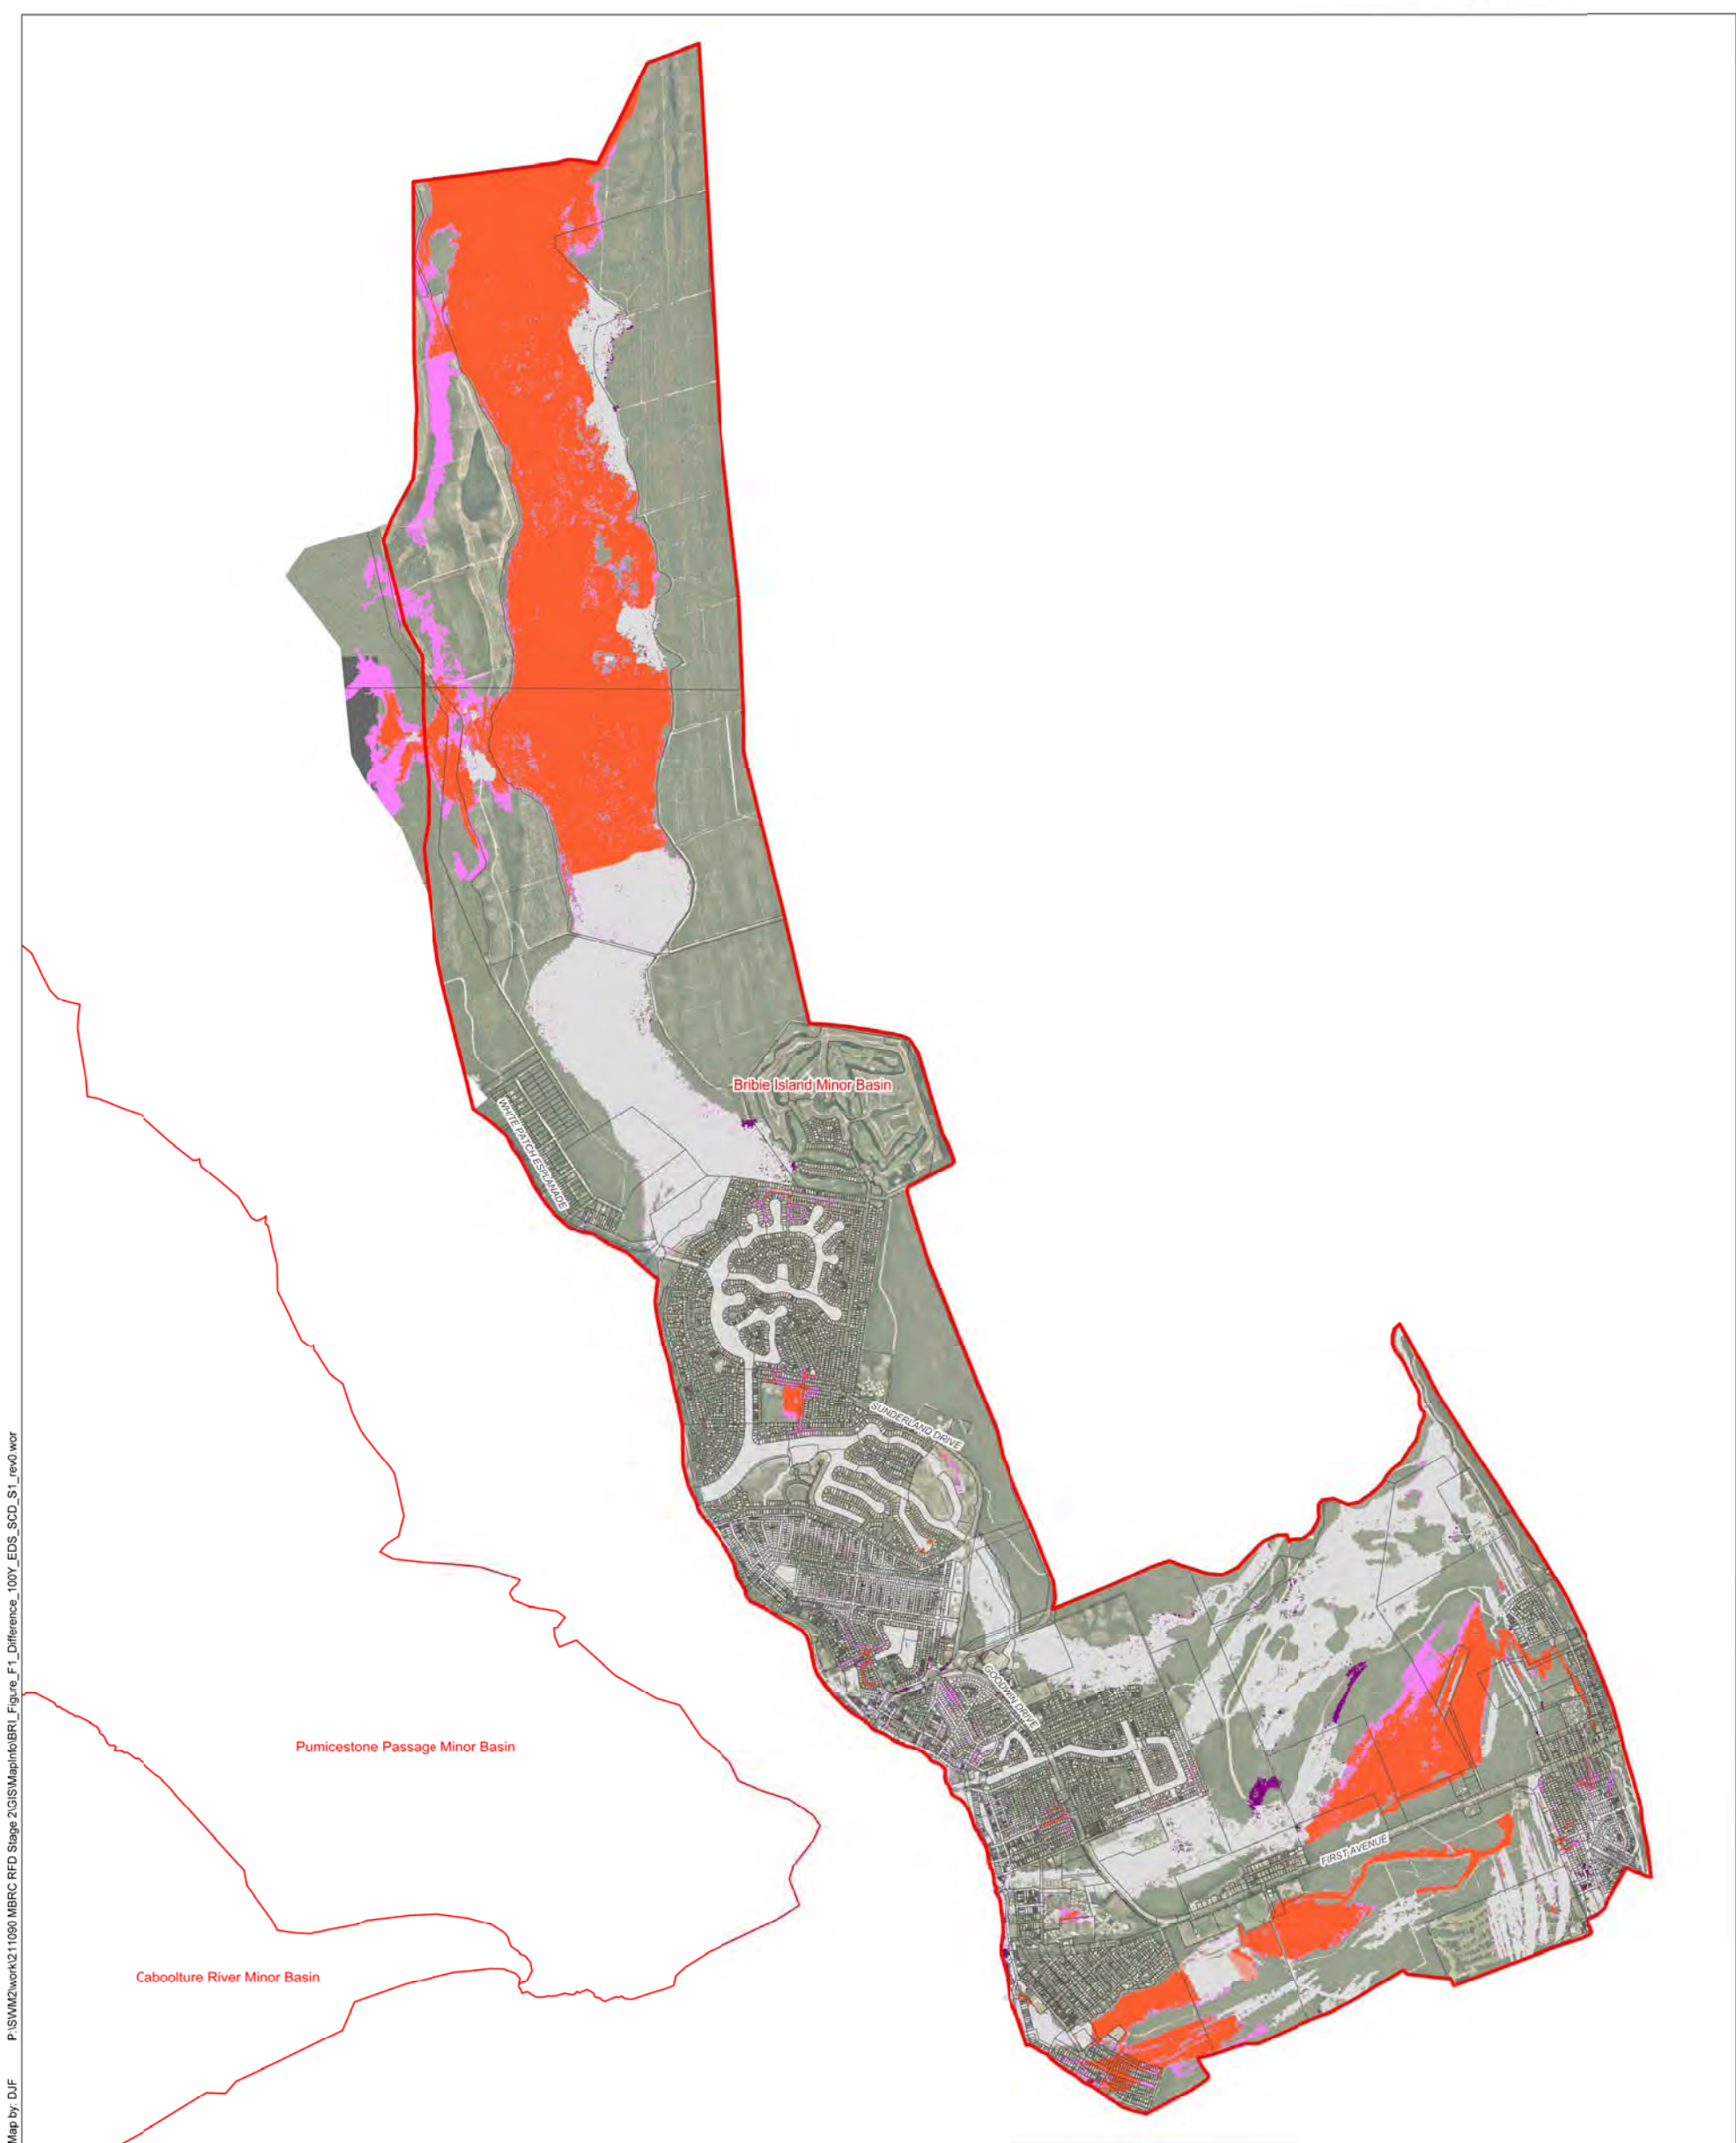 Bribie Island Minor Basin
WHITE PATCH ESPLANADE
SUNDERLAND DRIVE
GOODWIN DRIVE
FIRST AVENUE
Pumicestone Passage Minor Basin
Caboolture River Minor Basin
Map by: DJF P:\SWM2\work\211090 MBRC RFD Stage 2\GIS\MapInfo\BRI_Figure_F1_Difference_100Y_EDS_SCD_S1_rev0.wor